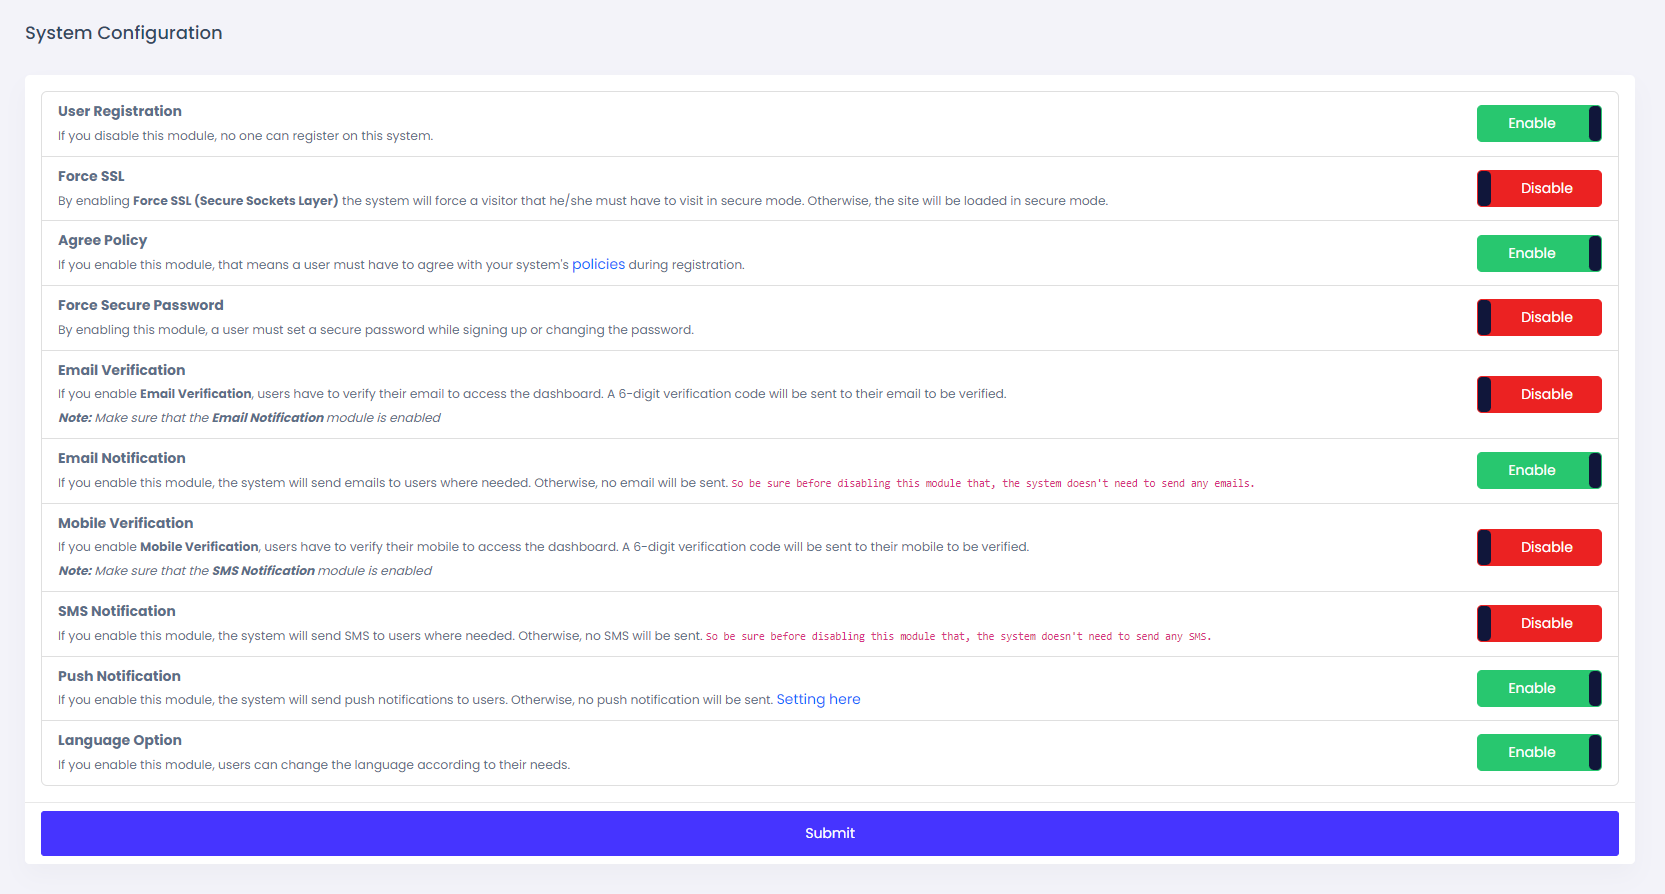 System Configuration
User Registration
If you disable this module, no one can register on this system.
Enable
Force SSL
By enabling Force SSL (Secure Sockets Layer) the system will force a visitor that he/she must have to visit in secure mode. Otherwise, the site will be loaded in secure mode.
Disable
Agree Policy
If you enable this module, that means a user must have to agree with your system's policies during registration.
Enable
Force Secure Password
By enabling this module, a user must set a secure password while signing up or changing the password.
Disable
Email Verification
If you enable Email Verification, users have to verify their email to access the dashboard. A 6-digit verification code will be sent to their email to be verified.
Note: Make sure that the Email Notification module is enabled
Disable
Email Notification
If you enable this module, the system will send emails to users where needed. Otherwise, no email will be sent. So be sure before disabling this module that, the system doesn't need to send any emails.
Enable
Mobile Verification
If you enable Mobile Verification, users have to verify their mobile to access the dashboard. A 6-digit verification code will be sent to their mobile to be verified.
Note: Make sure that the SMS Notification module is enabled
Disable
SMS Notification
If you enable this module, the system will send SMS to users where needed. Otherwise, no SMS will be sent. So be sure before disabling this module that, the system doesn't need to send any SMS.
Disable
Push Notification
If you enable this module, the system will send push notifications to users. Otherwise, no push notification will be sent. Setting here
Enable
Language Option
If you enable this module, users can change the language according to their needs.
Enable
Submit